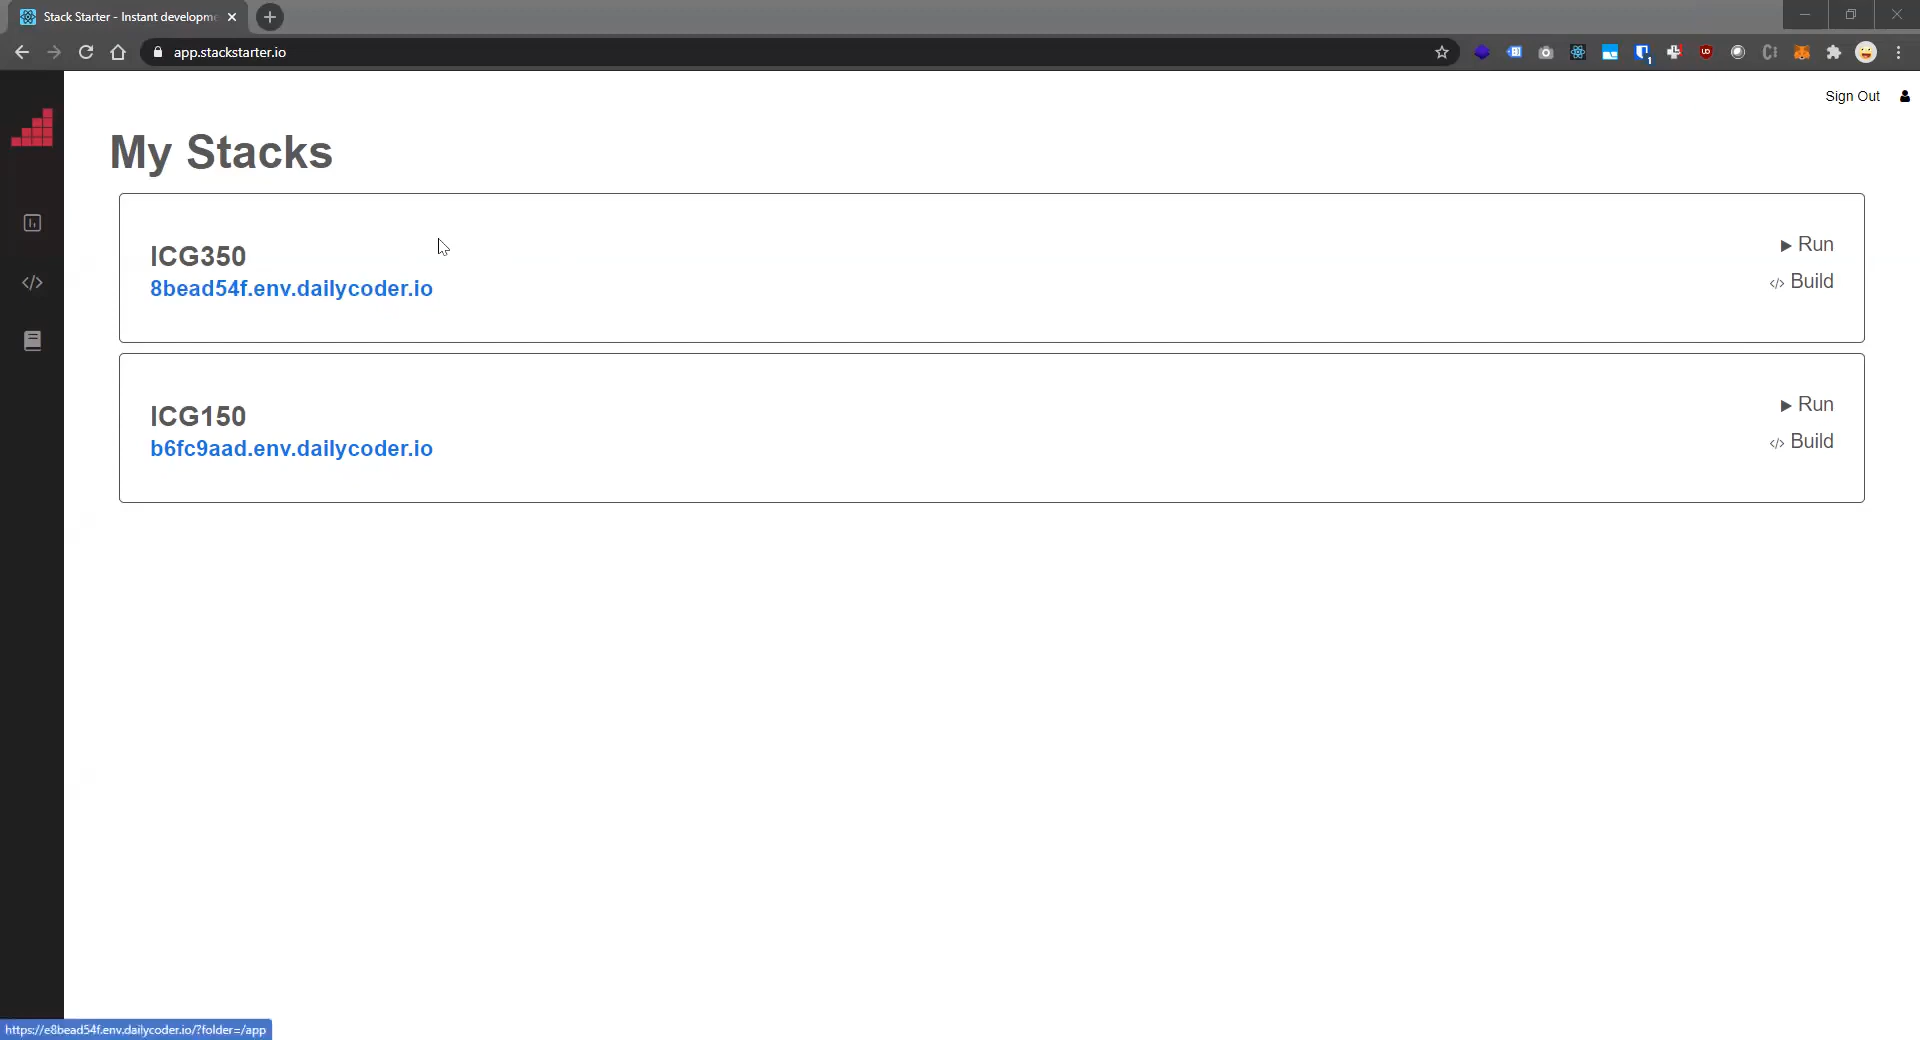 Stack Starter - Instant developme
app.stackstarter.io
Sign Out
My Stacks
ICG350
8bead54f.env.dailycoder.io
Run
</> Build
ICG150
b6fc9aad.env.dailycoder.io
Run
</> Build
https://e8bead54f.env.dailycoder.io/?folder=/app